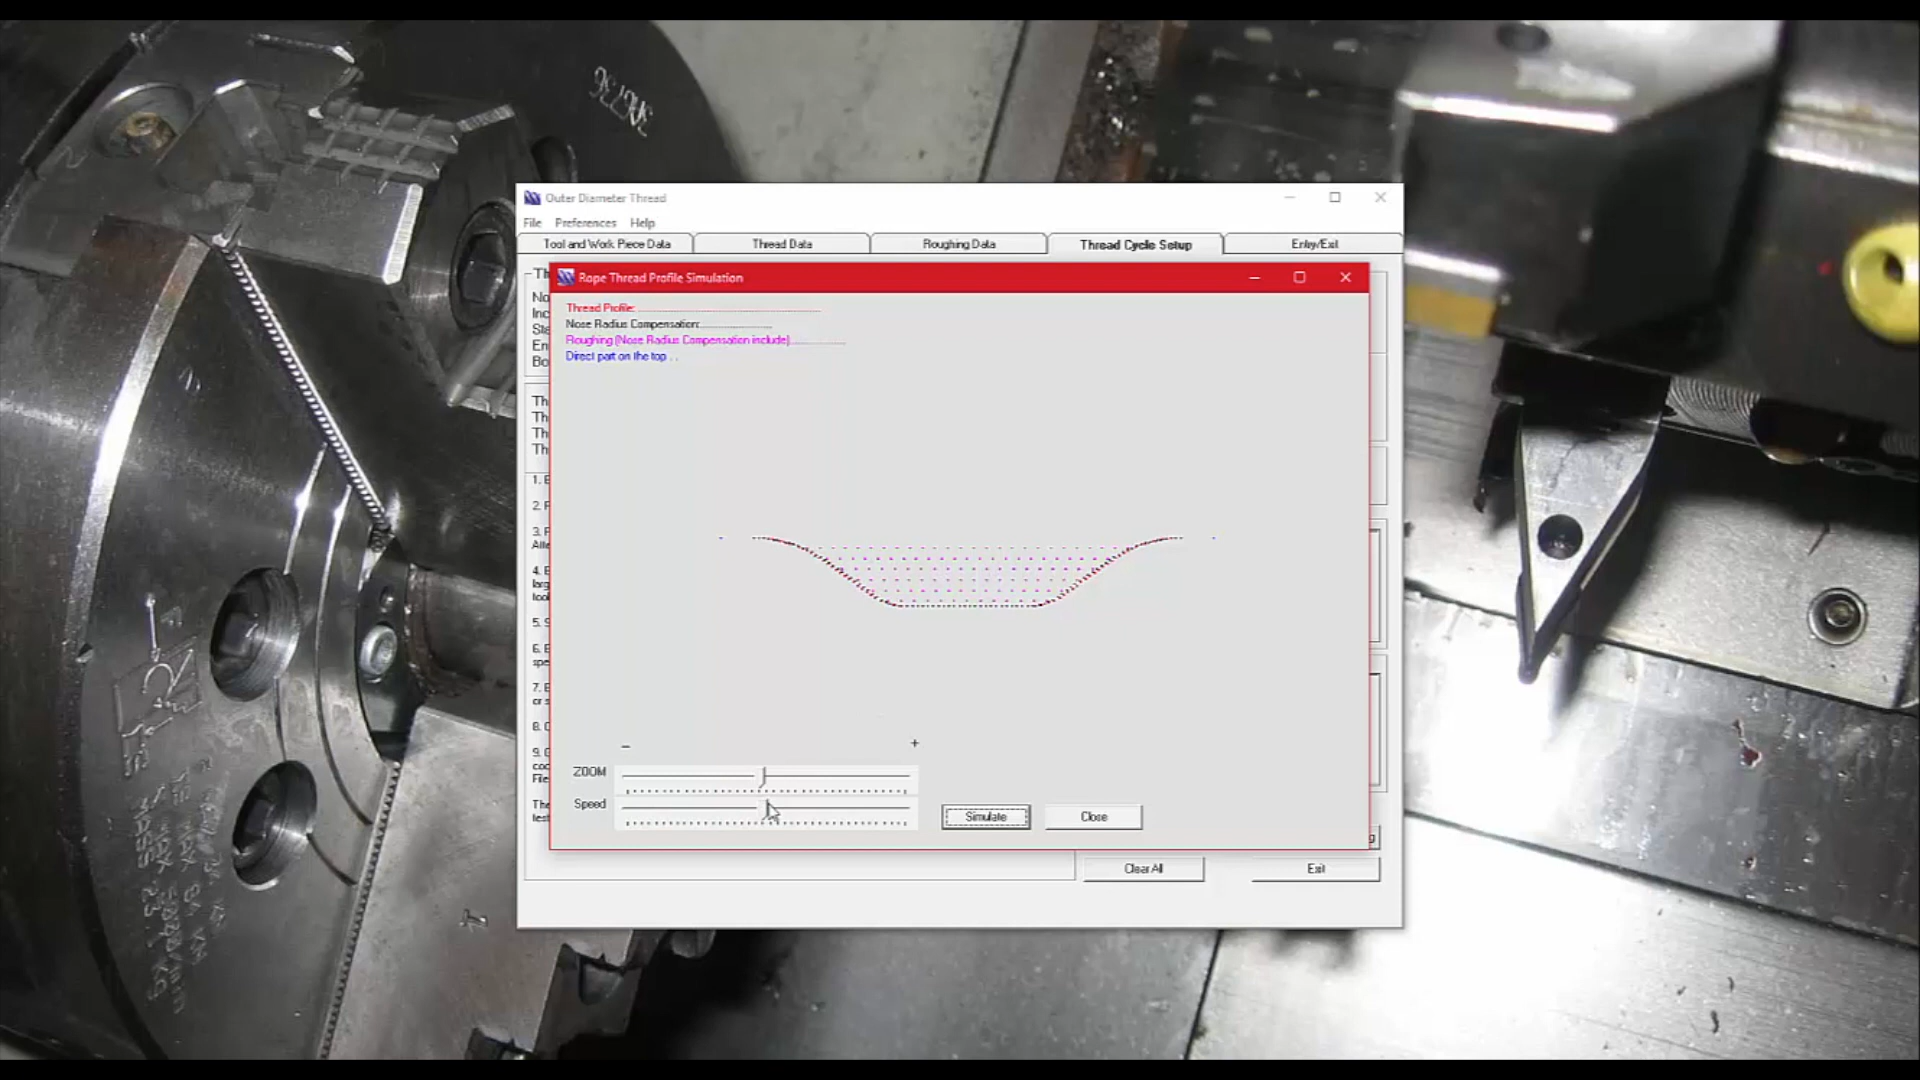 Outer Diameter Thread
File Preferences Help
Tool and Work Piece Data Thread Data Roughing Data Thread Cycle Setup Entry/Exit
Rope Thread Profile Simulation
Thread Profile:
Nose Radius Compensation:
Roughing (Nose Radius Compensation include)
Direct part on the top . .
- +
ZOOM
Speed
Simulate Close
Clear All Exit